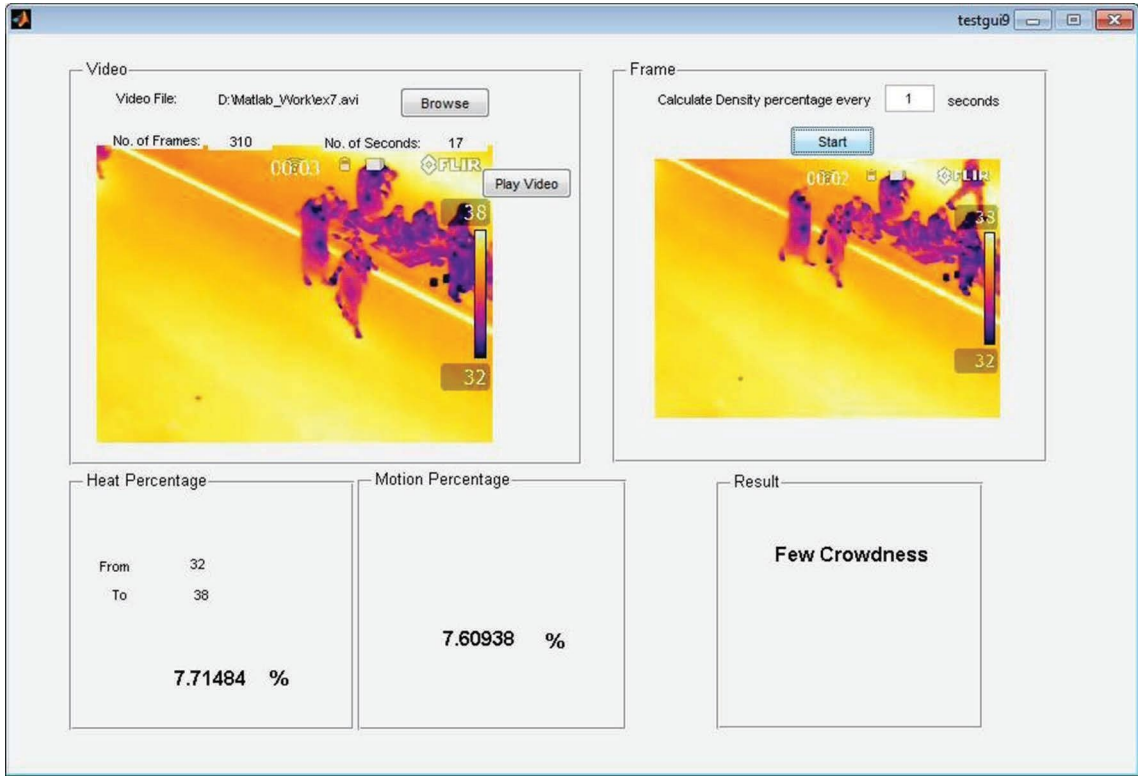 testgui9
Video
Video File: D:\Matlab_Work\ex7.avi Browse
No. of Frames: 310 No. of Seconds: 17
00:03 FLIR
Play Video
38
32
Frame
Calculate Density percentage every 1 seconds
Start
00:02 FLIR
38
32
Heat Percentage
From 32
To 38
7.71484 %
Motion Percentage
7.60938 %
Result
Few Crowdness